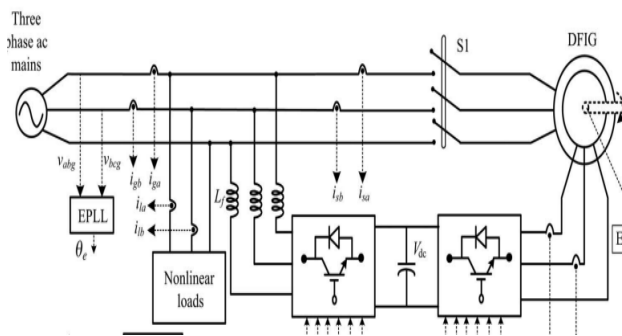 Three
phase ac
mains
S1
DFIG
v_abg
v_bcg
i_gb
i_ga
i_sb
i_sa
i_la
i_lb
L_f
EPLL
θ_e
Nonlinear
loads
V_dc
E